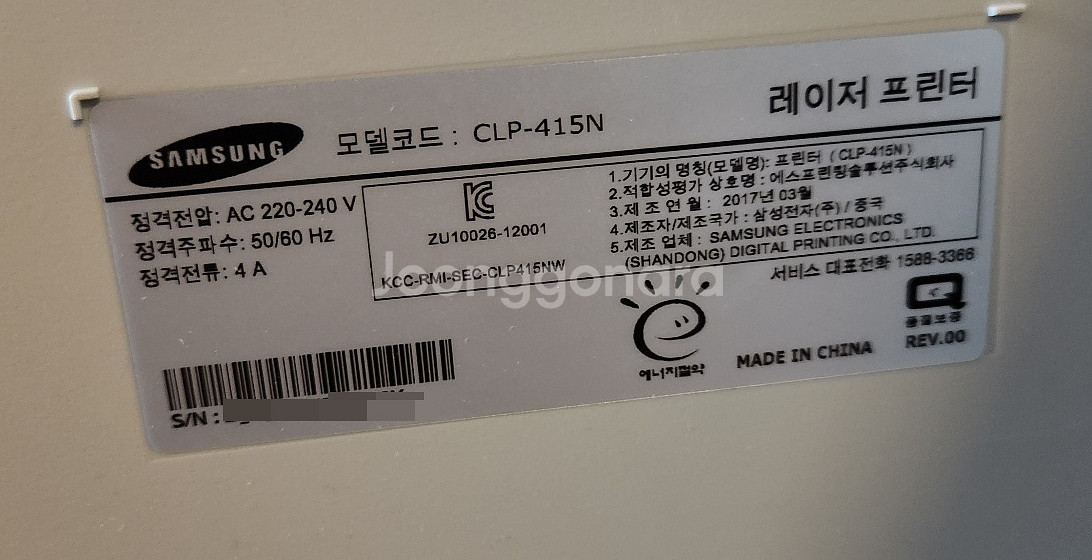 레이저 프린터
SAMSUNG
모델코드 : CLP-415N
정격전압: AC 220-240 V
정격주파수: 50/60 Hz
정격전류: 4 A
ZU10026-12001
KCC-RMI-SEC-CLP415NW
1.기기의 명칭(모델명): 프린터 ( CLP-415N )
2.적합성평가 상호명 : 에스프린팅솔루션주식회사
3.제 조 연 월 : 2017년 03월
4.제조자/제조국가 : 삼성전자(주) / 중국
5.제조 업체 : SAMSUNG ELECTRONICS
(SHANDONG) DIGITAL PRINTING CO., LTD.
Joonggonara
서비스 대표전화 1588-3366
품질보증
에너지절약
MADE IN CHINA
REV.00
S/N :